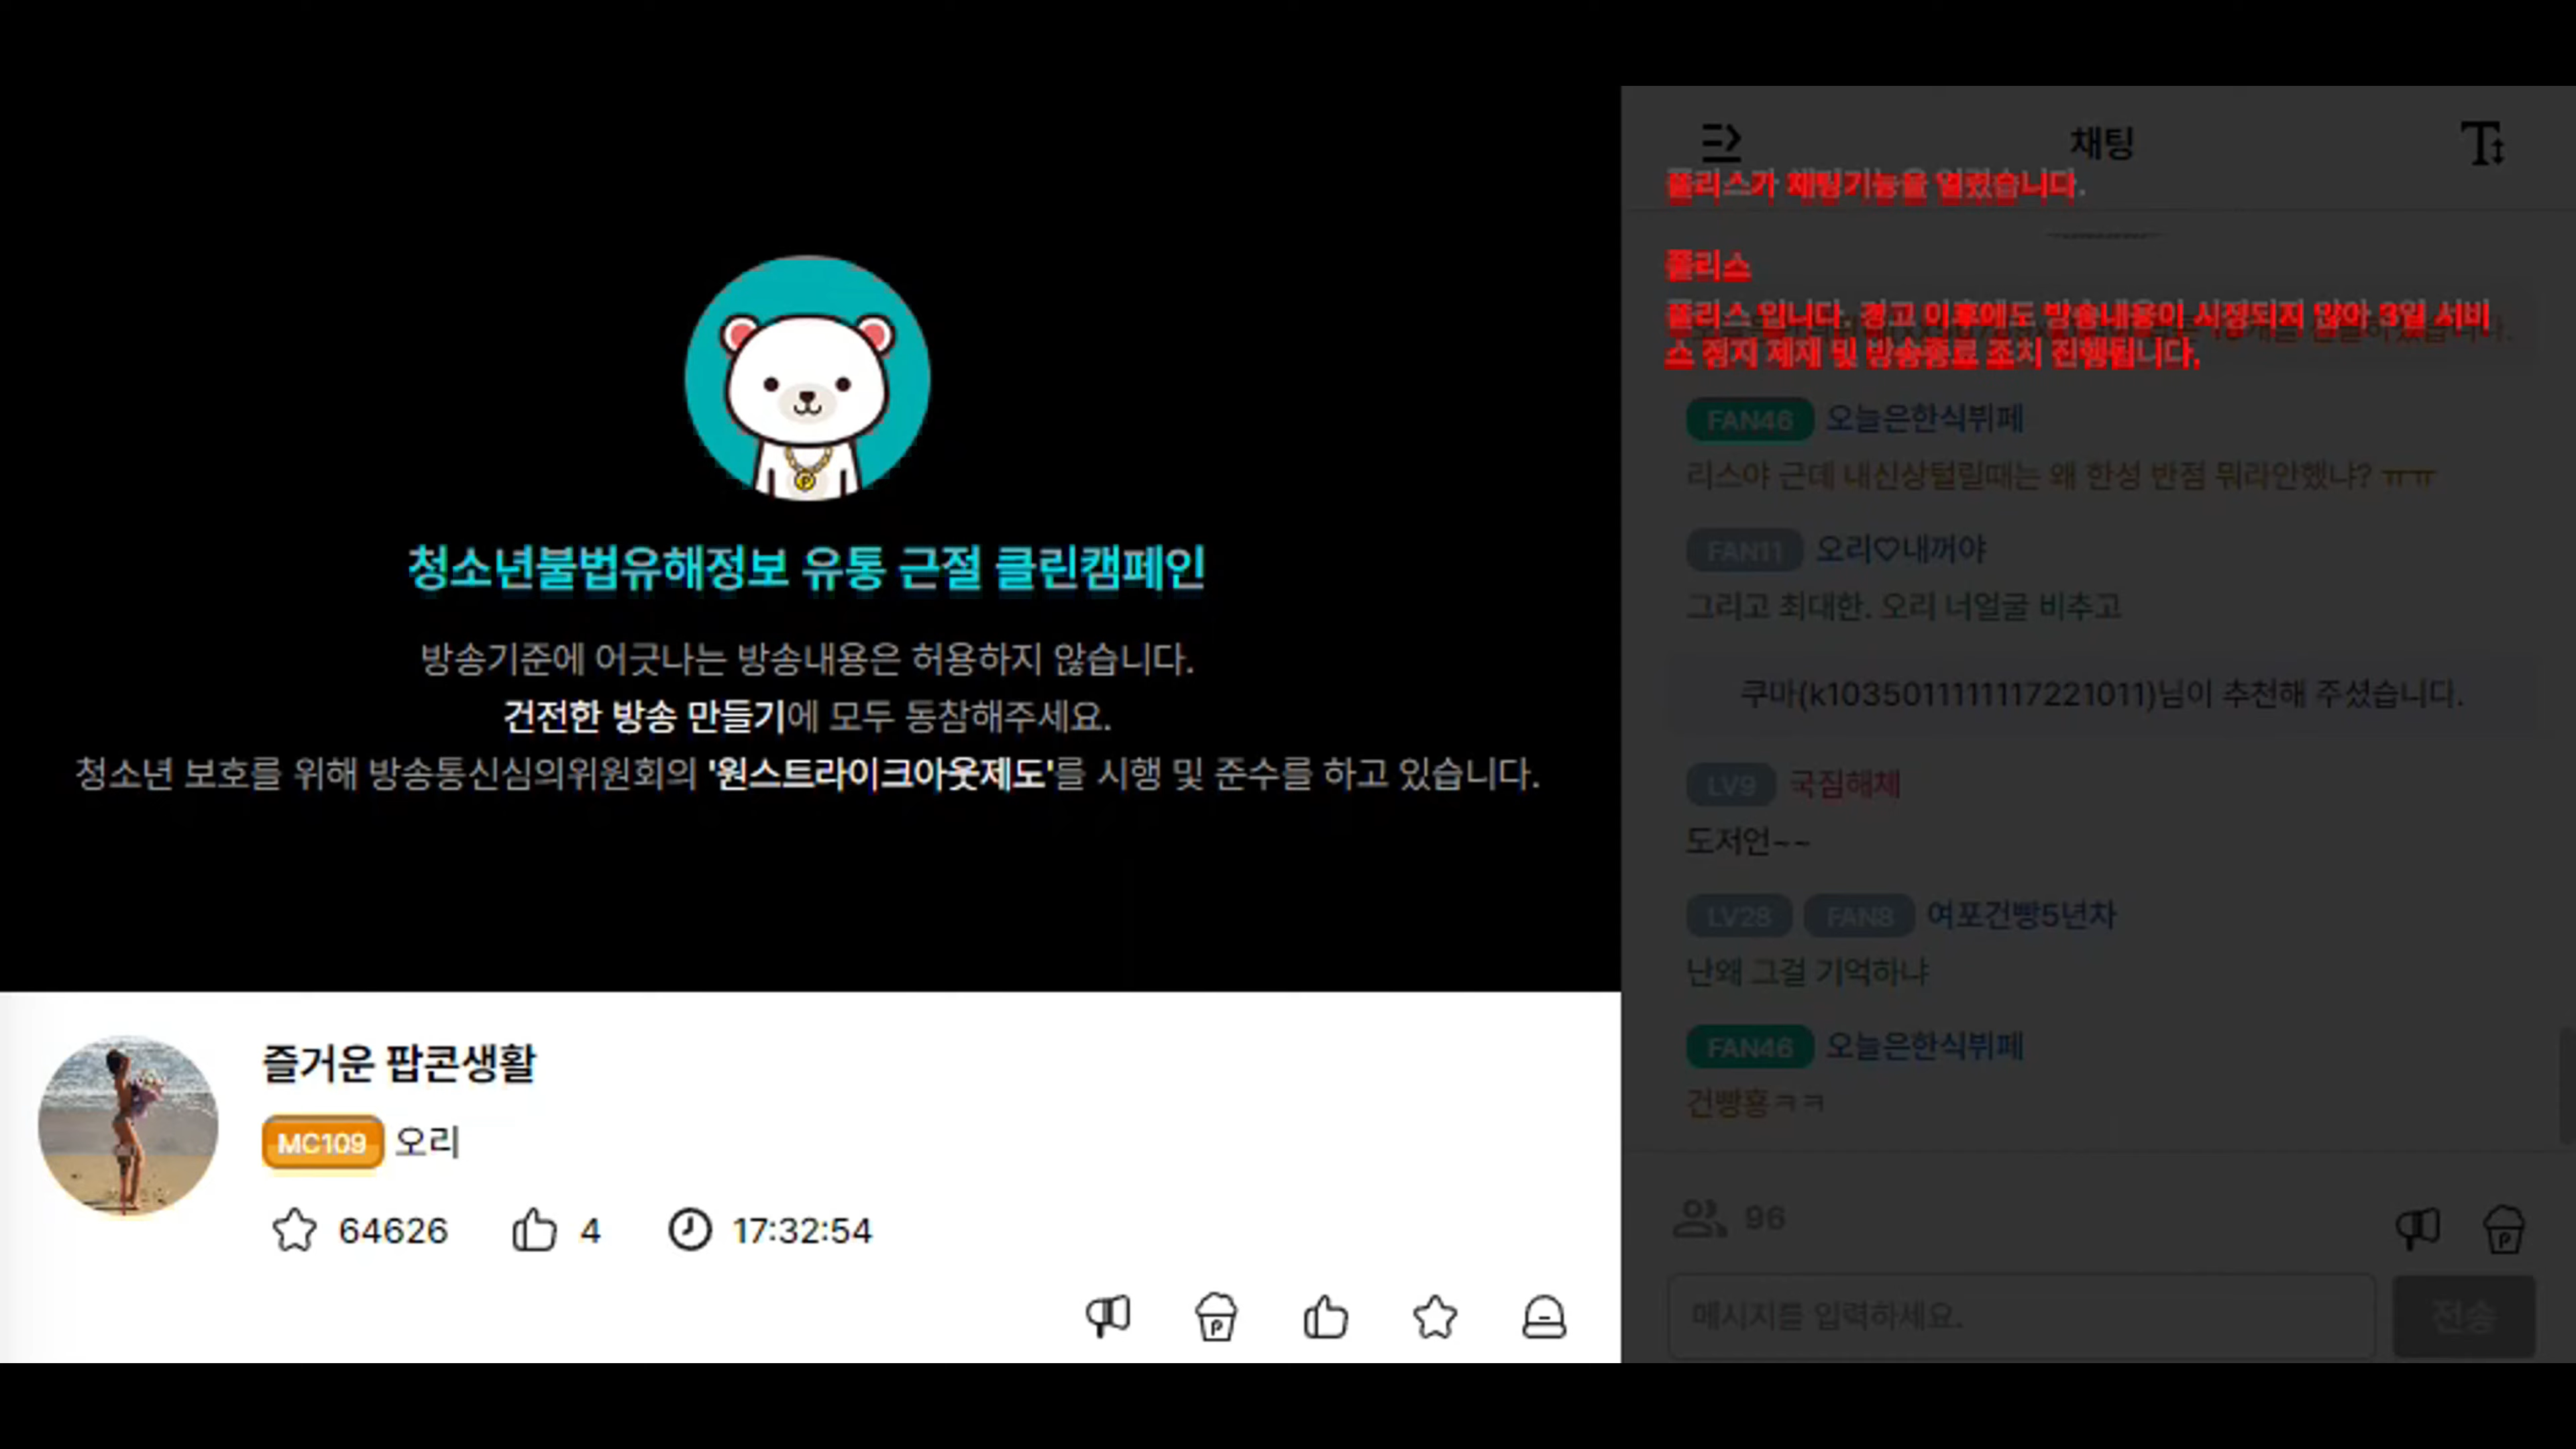 청소년불법유해정보 유통 근절 클린캠페인
방송기준에 어긋나는 방송내용은 허용하지 않습니다.
건전한 방송 만들기에 모두 동참해주세요.
청소년 보호를 위해 방송통신심의위원회의 '원스트라이크아웃제도'를 시행 및 준수를 하고 있습니다.
즐거운 팝콘생활
MC109 오리
64626 4 17:32:54
채팅
폴리스가 채팅기능을 열렸습니다.
폴리스
폴리스 입니다. 경고 이후에도 방송내용이 시정되지 않아 3일 서비
스 정지 제재 및 방송종료 조치 진행됩니다.
FAN46 오늘은한식뷔페
리스야 근데 내신상털릴때는 왜 한성 반점 뭐라안했냐? ㅠㅠ
FAN11 오리♡내꺼야
그리고 최대한. 오리 너얼굴 비추고
쿠마(k1035011111117221011)님이 추천해 주셨습니다.
LV9 국짐해체
도저언~~
LV28 FAN8 여포건빵5년차
난왜 그걸 기억하냐
FAN46 오늘은한식뷔페
건빵횽ㅋㅋ
96
메시지를 입력하세요.
전송